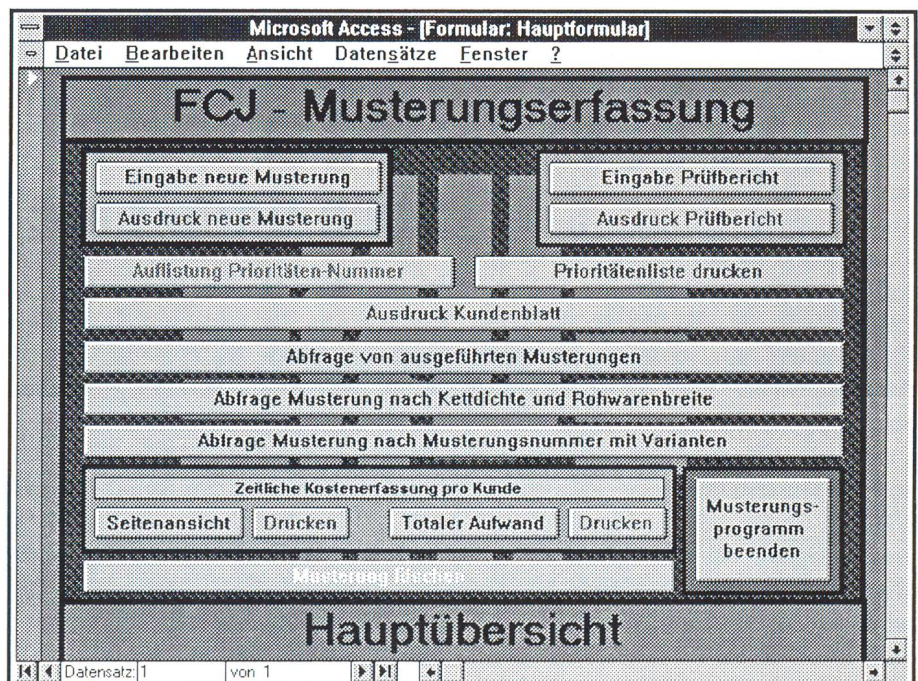 Microsoft Access - [Formular: Hauptformular]
Datei Bearbeiten Ansicht Datensätze Fenster ?
FCJ - Musterungserfassung
Eingabe neue Musterung
Eingabe Prüfbericht
Ausdruck neue Musterung
Ausdruck Prüfbericht
Auflistung Prioritäten-Nummer
Prioritätenliste drucken
Ausdruck Kundenblatt
Abfrage von ausgeführten Musterungen
Abfrage Musterung nach Kettdichte und Rohwarenbreite
Abfrage Musterung nach Musterungsnummer mit Varianten
Zeitliche Kostenerfassung pro Kunde
Seitenansicht Drucken Totaler Aufwand Drucken
Musterungs-
programm
beenden
Musterung löschen
Hauptübersicht
Datensatz: 1 von 1